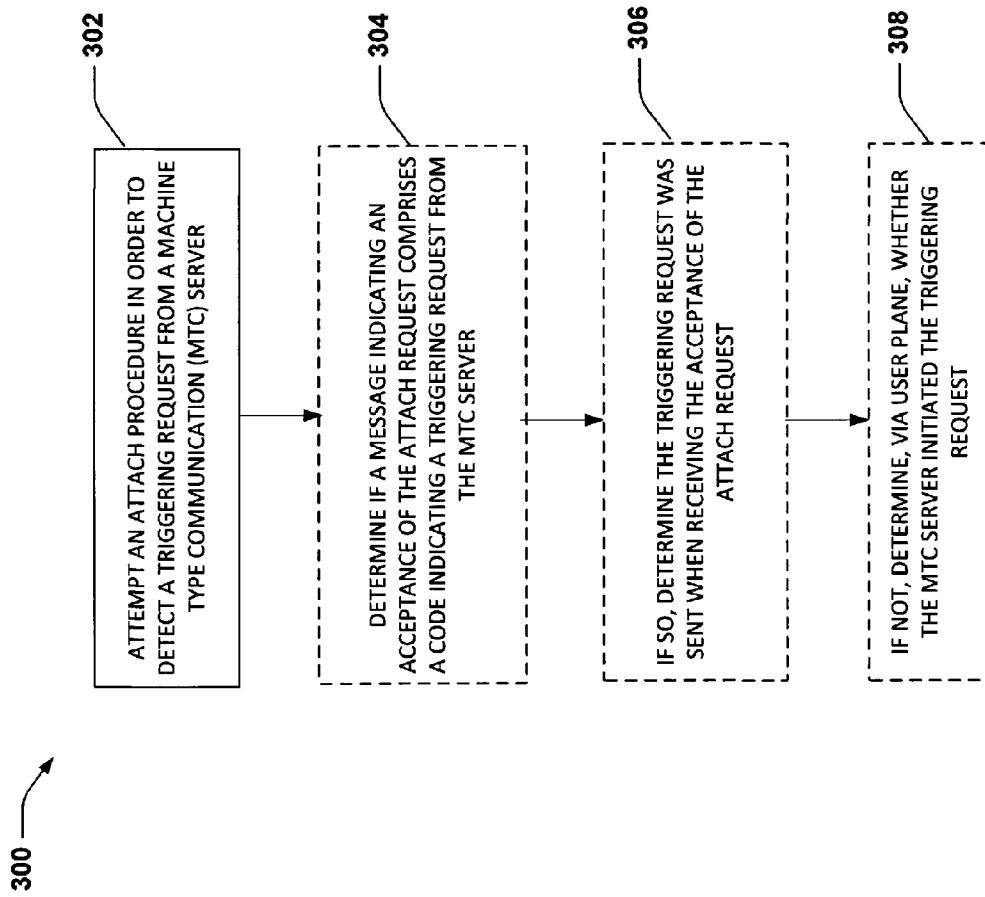 300
302
ATTEMPT AN ATTACH PROCEDURE IN ORDER TO
DETECT A TRIGGERING REQUEST FROM A MACHINE
TYPE COMMUNICATION (MTC) SERVER
304
DETERMINE IF A MESSAGE INDICATING AN
ACCEPTANCE OF THE ATTACH REQUEST COMPRISES
A CODE INDICATING A TRIGGERING REQUEST FROM
THE MTC SERVER
306
IF SO, DETERMINE THE TRIGGERING REQUEST WAS
SENT WHEN RECEIVING THE ACCEPTANCE OF THE
ATTACH REQUEST
308
IF NOT, DETERMINE, VIA USER PLANE, WHETHER
THE MTC SERVER INITIATED THE TRIGGERING
REQUEST